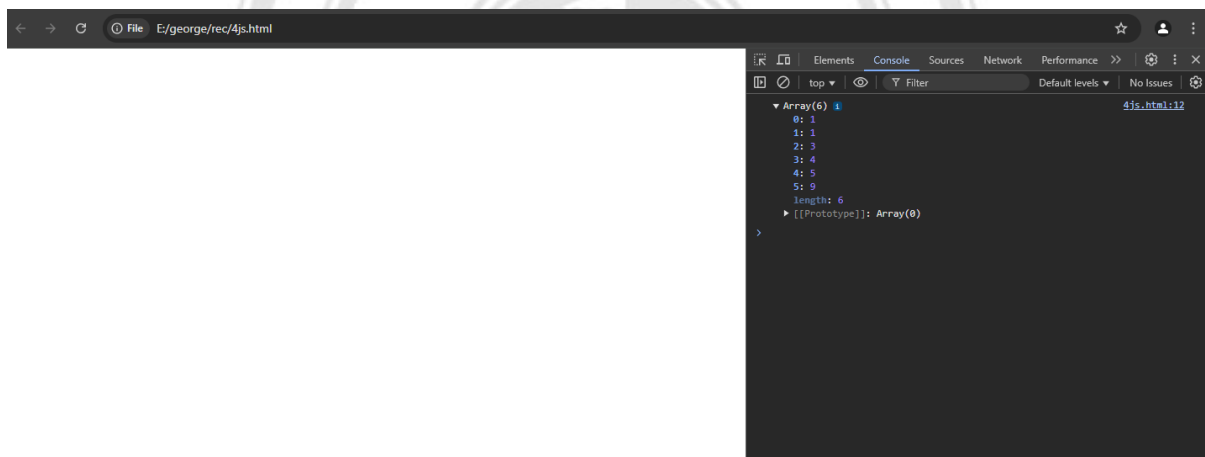 File E:/george/rec/4js.html
Elements Console Sources Network Performance
top Filter Default levels No Issues
Array(6) i 4js.html:12
0: 1
1: 1
2: 3
3: 4
4: 5
5: 9
length: 6
[[Prototype]]: Array(0)